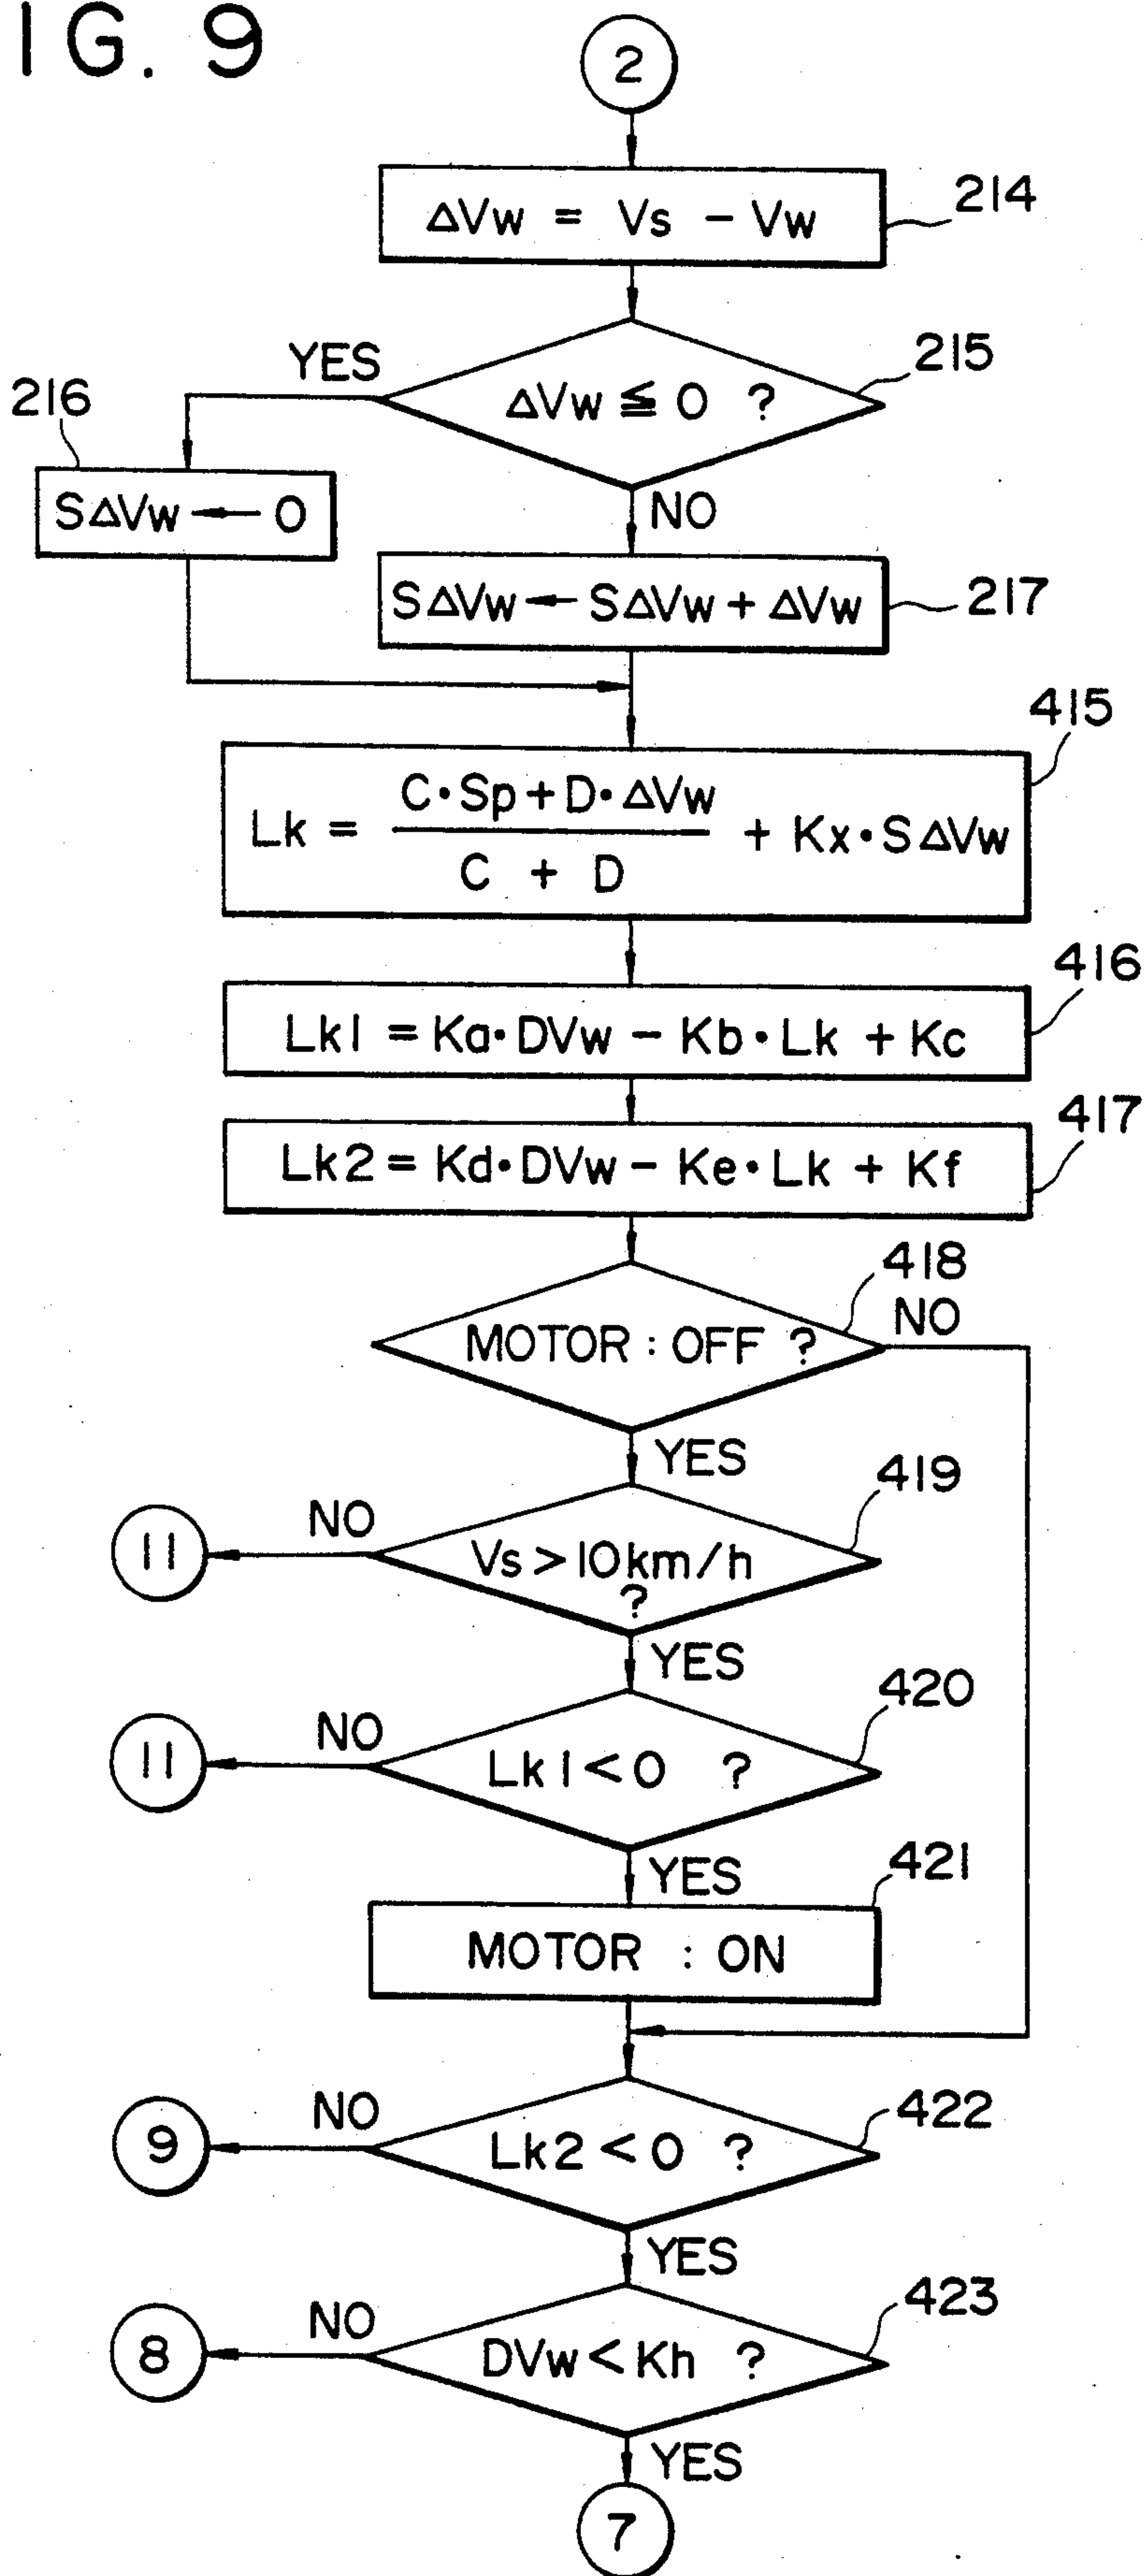 IG. 9
2
ΔVw = Vs - Vw
214
YES
ΔVw ≦ 0 ?
215
216
SΔVw ← 0
NO
SΔVw ← SΔVw + ΔVw
217
415
Lk = C·Sp+D·ΔVw / C + D + Kx·SΔVw
416
Lk1 = Ka·DVw - Kb·Lk + Kc
417
Lk2 = Kd·DVw - Ke·Lk + Kf
418
MOTOR : OFF ?
NO
YES
419
11
NO
Vs > 10km/h
?
YES
420
11
NO
Lk1 < 0 ?
YES
421
MOTOR : ON
422
9
NO
Lk2 < 0 ?
YES
423
8
NO
DVw < Kh ?
YES
7